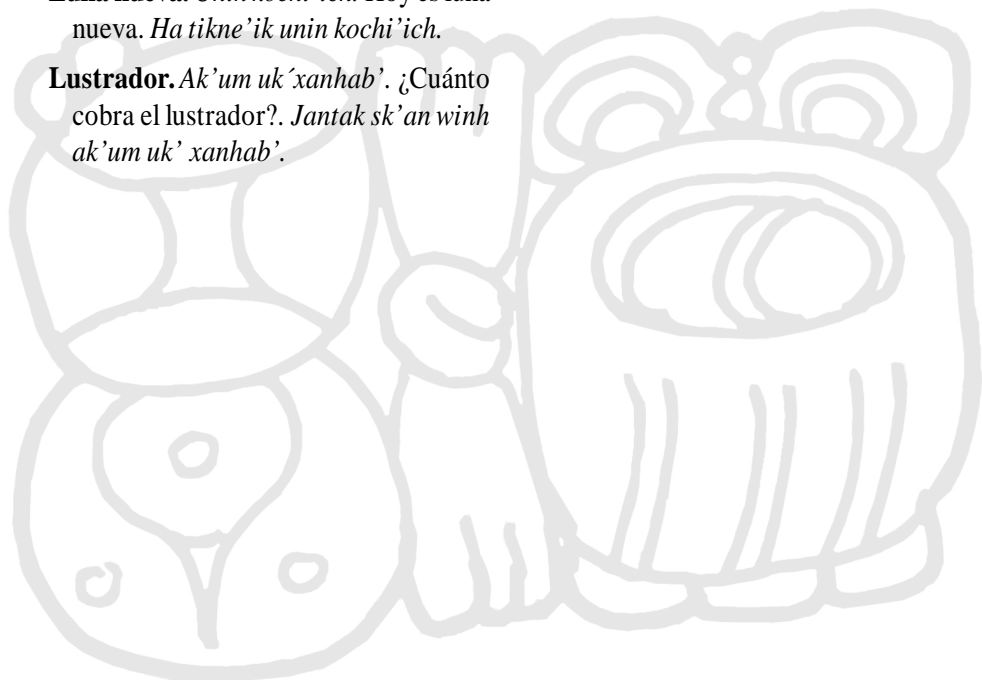 nueva. Ha tikne’ik unin kochi’ich.
Lustrador. Ak’um uk´xanhab’. ¿Cuánto
cobra el lustrador?. Jantak sk’an winh
ak’um uk’ xanhab’.